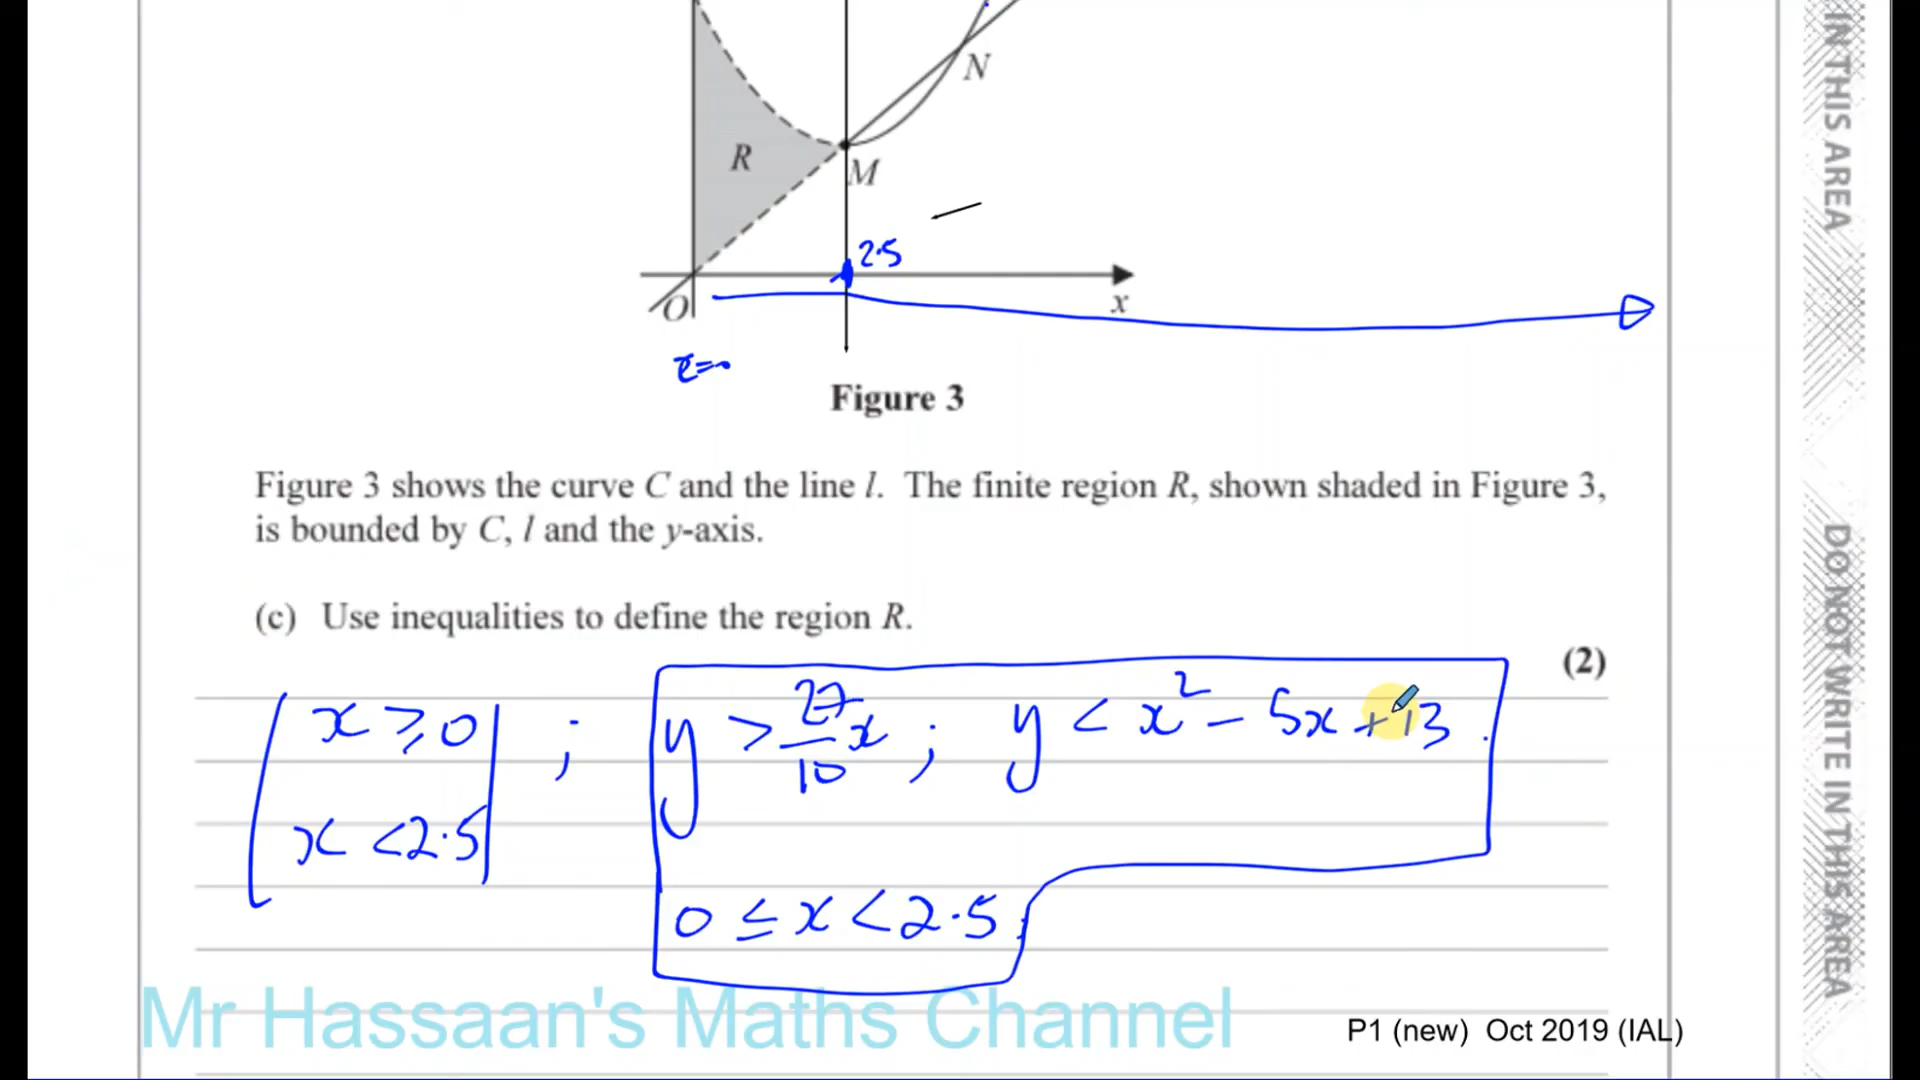 N
R
M
2.5
O
x
x=0
Figure 3
Figure 3 shows the curve C and the line l. The finite region R, shown shaded in Figure 3,
is bounded by C, l and the y-axis.
(c) Use inequalities to define the region R.
(2)
x ≥ 0 ; y > 27/10 x ; y < x² - 5x + 13.
x < 2.5
0 ≤ x < 2.5
Mr Hassaan's Maths Channel
P1 (new) Oct 2019 (IAL)
IN THIS AREA
DO NOT WRITE IN THIS AREA